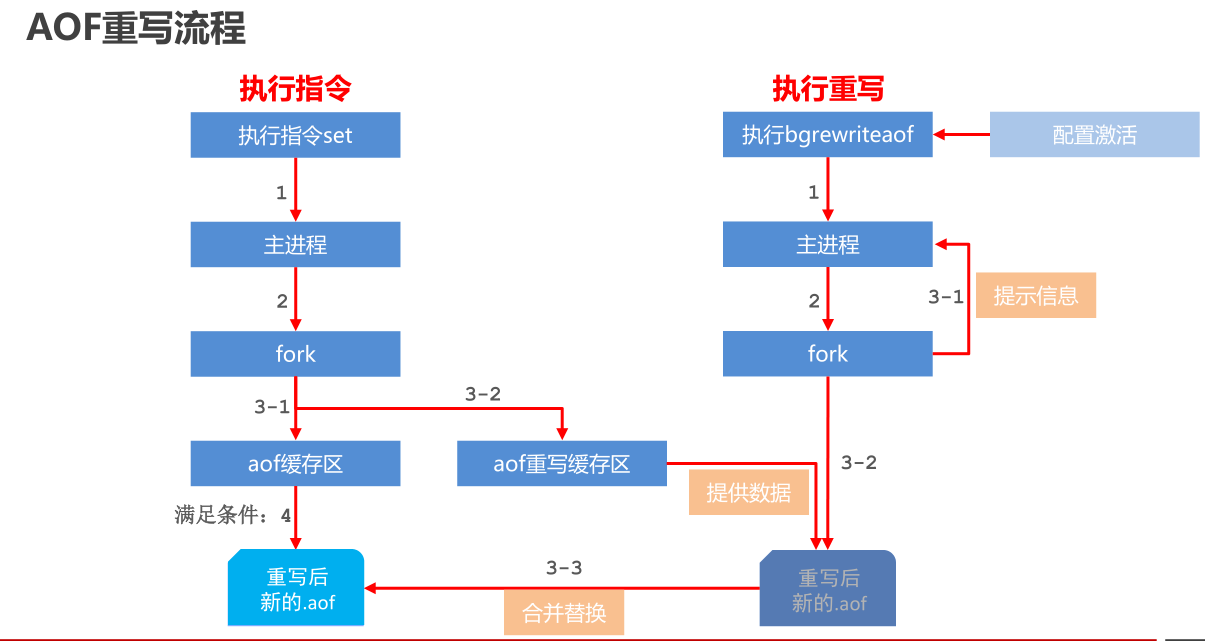 AOF重写流程
执行指令
执行重写
执行指令set
执行bgrewriteaof
配置激活
1
1
主进程
主进程
2
2
3-1
提示信息
fork
fork
3-1
3-2
aof缓存区
aof重写缓存区
3-2
提供数据
满足条件：4
重写后
新的.aof
3-3
合并替换
重写后
新的.aof